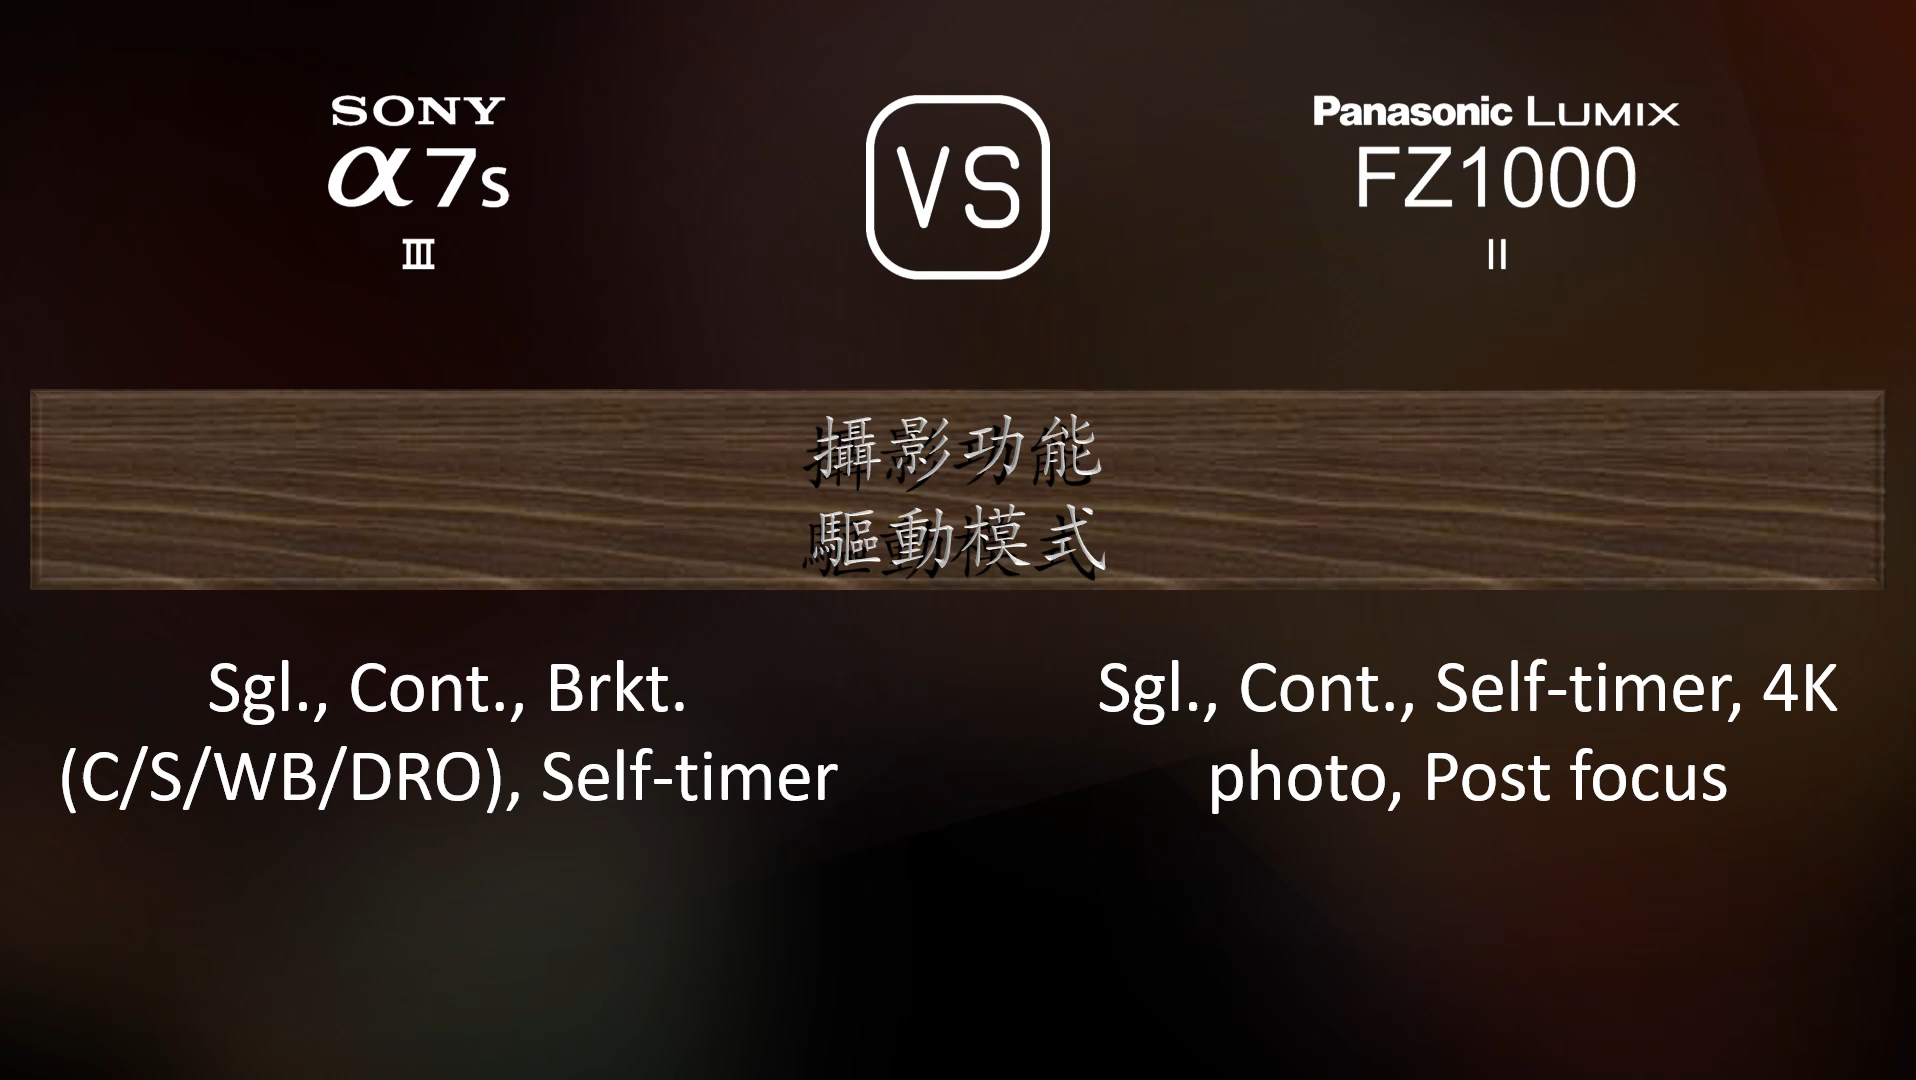 SONY
α7s
III
VS
Panasonic LUMIX
FZ1000
II
攝影功能
驅動模式
Sgl., Cont., Brkt.
(C/S/WB/DRO), Self-timer
Sgl., Cont., Self-timer, 4K
photo, Post focus